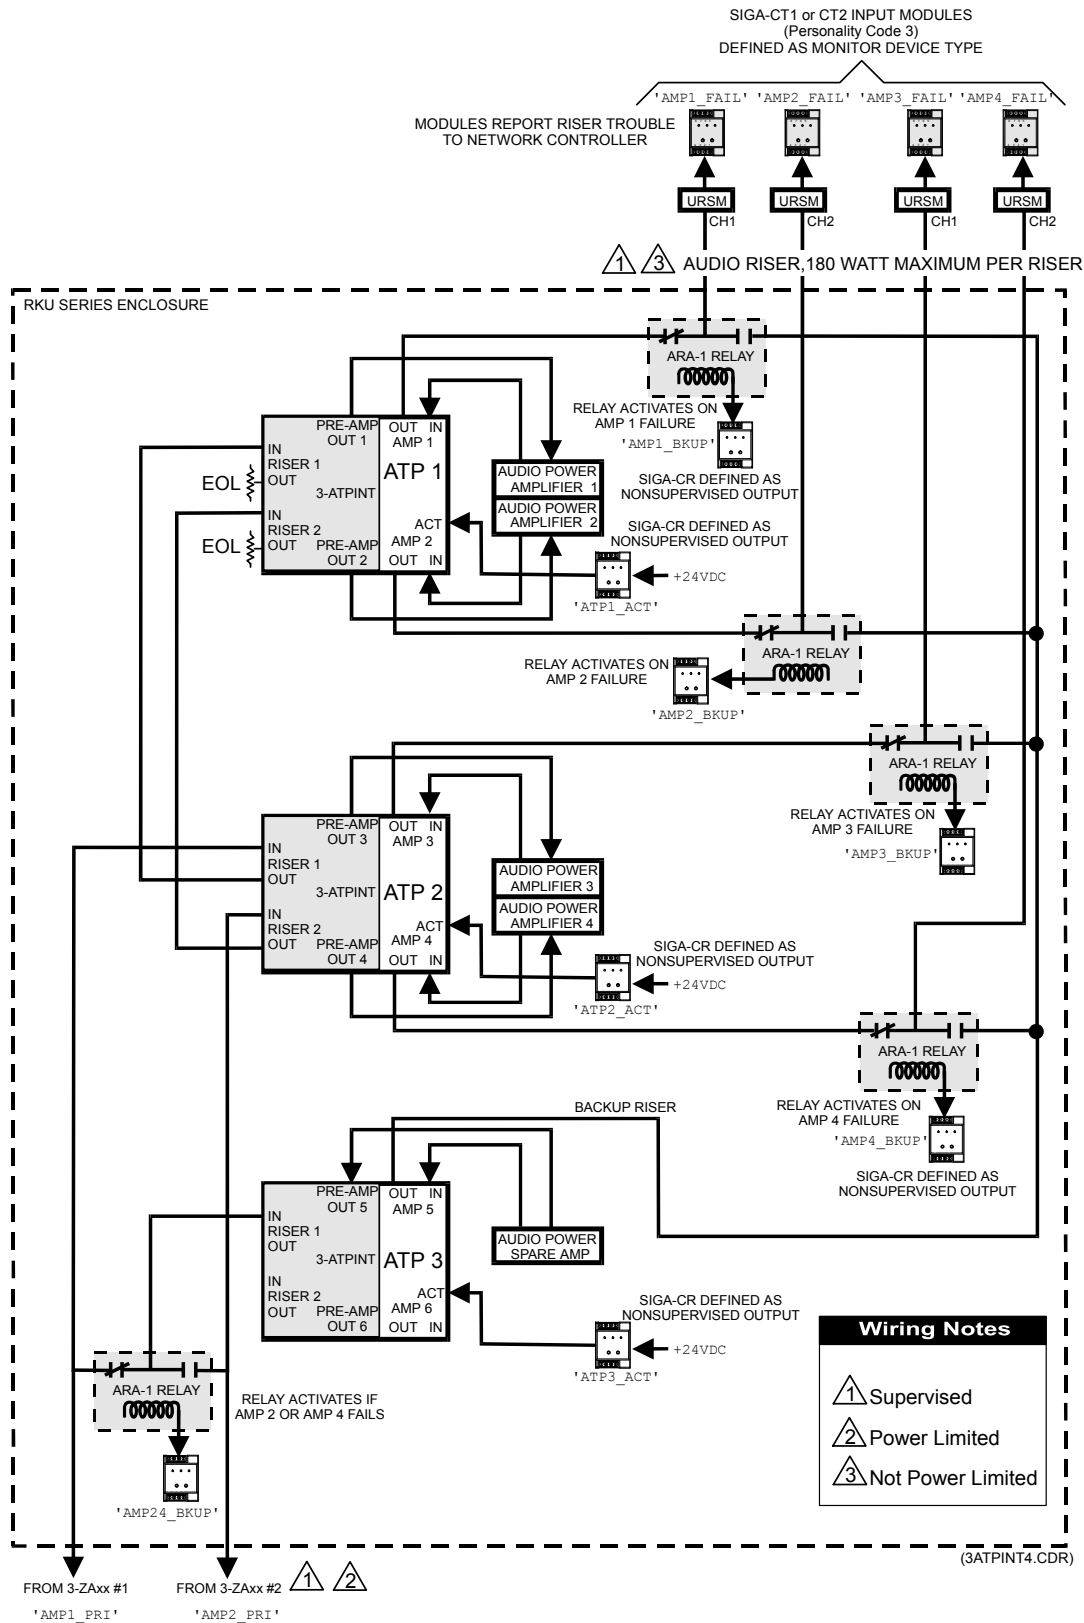 SIGA-CT1 or CT2 INPUT MODULES
(Personality Code 3)
DEFINED AS MONITOR DEVICE TYPE
'AMP1_FAIL' 'AMP2_FAIL' 'AMP3_FAIL' 'AMP4_FAIL'
MODULES REPORT RISER TROUBLE
TO NETWORK CONTROLLER
URSM URSM URSM URSM
CH1 CH2 CH1 CH2
1 3 AUDIO RISER,180 WATT MAXIMUM PER RISER
RKU SERIES ENCLOSURE
ARA-1 RELAY
RELAY ACTIVATES ON
AMP 1 FAILURE
'AMP1_BKUP'
SIGA-CR DEFINED AS
NONSUPERVISED OUTPUT
PRE-AMP
OUT 1
OUT IN
AMP 1
IN
RISER 1
OUT
ATP 1
3-ATPINT
EOL
IN
RISER 2
OUT
EOL
PRE-AMP
OUT 2
ACT
AMP 2
OUT IN
AUDIO POWER
AMPLIFIER 1
AUDIO POWER
AMPLIFIER 2
SIGA-CR DEFINED AS
NONSUPERVISED OUTPUT
+24VDC
'ATP1_ACT'
ARA-1 RELAY
RELAY ACTIVATES ON
AMP 2 FAILURE
'AMP2_BKUP'
ARA-1 RELAY
RELAY ACTIVATES ON
AMP 3 FAILURE
'AMP3_BKUP'
PRE-AMP
OUT 3
OUT IN
AMP 3
IN
RISER 1
OUT
ATP 2
3-ATPINT
IN
RISER 2
OUT
PRE-AMP
OUT 4
ACT
AMP 4
OUT IN
AUDIO POWER
AMPLIFIER 3
AUDIO POWER
AMPLIFIER 4
SIGA-CR DEFINED AS
NONSUPERVISED OUTPUT
+24VDC
'ATP2_ACT'
ARA-1 RELAY
RELAY ACTIVATES ON
AMP 4 FAILURE
'AMP4_BKUP'
SIGA-CR DEFINED AS
NONSUPERVISED OUTPUT
BACKUP RISER
PRE-AMP
OUT 5
OUT IN
AMP 5
IN
RISER 1
OUT
ATP 3
3-ATPINT
IN
RISER 2
OUT
PRE-AMP
OUT 6
ACT
AMP 6
OUT IN
AUDIO POWER
SPARE AMP
SIGA-CR DEFINED AS
NONSUPERVISED OUTPUT
+24VDC
'ATP3_ACT'
ARA-1 RELAY
RELAY ACTIVATES IF
AMP 2 OR AMP 4 FAILS
'AMP24_BKUP'
Wiring Notes
1 Supervised
2 Power Limited
3 Not Power Limited
(3ATPINT4.CDR)
FROM 3-ZAxx #1
'AMP1_PRI'
FROM 3-ZAxx #2 1 2
'AMP2_PRI'